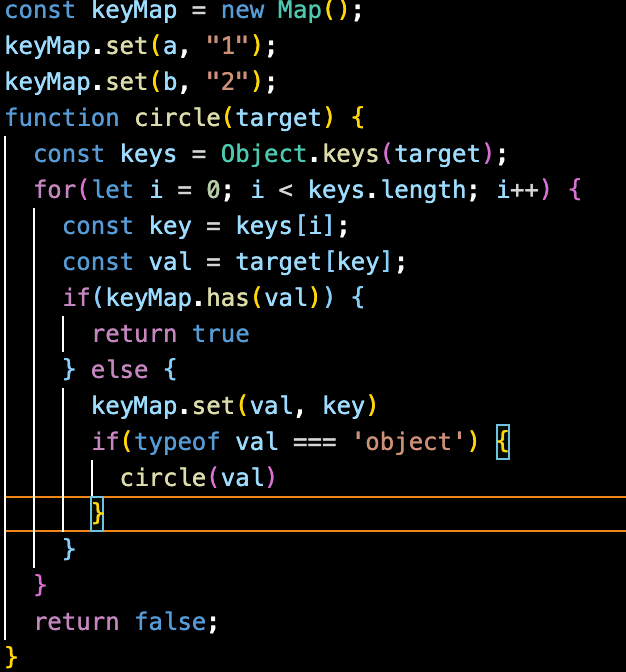 const keyMap = new Map();
keyMap.set(a, "1");
keyMap.set(b, "2");
function circle(target) {
  const keys = Object.keys(target);
  for(let i = 0; i < keys.length; i++) {
    const key = keys[i];
    const val = target[key];
    if(keyMap.has(val)) {
      return true
    } else {
      keyMap.set(val, key)
      if(typeof val === 'object') {
        circle(val)
      }
    }
  }
  return false;
}